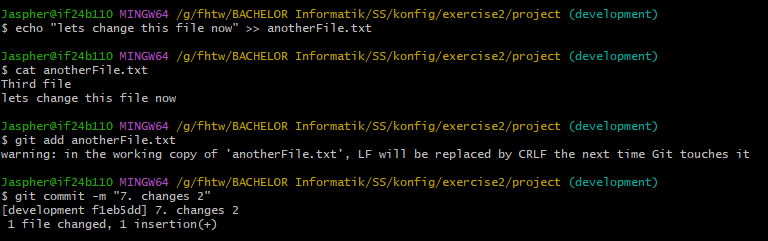 Jaspher@if24b110 MINGW64 /g/fhtw/BACHELOR Informatik/SS/konfig/exercise2/project (development)
$ echo "lets change this file now" >> anotherFile.txt
Jaspher@if24b110 MINGW64 /g/fhtw/BACHELOR Informatik/SS/konfig/exercise2/project (development)
$ cat anotherFile.txt
Third file
lets change this file now
Jaspher@if24b110 MINGW64 /g/fhtw/BACHELOR Informatik/SS/konfig/exercise2/project (development)
$ git add anotherFile.txt
warning: in the working copy of 'anotherFile.txt', LF will be replaced by CRLF the next time Git touches it
Jaspher@if24b110 MINGW64 /g/fhtw/BACHELOR Informatik/SS/konfig/exercise2/project (development)
$ git commit -m "7. changes 2"
[development f1eb5dd] 7. changes 2
 1 file changed, 1 insertion(+)